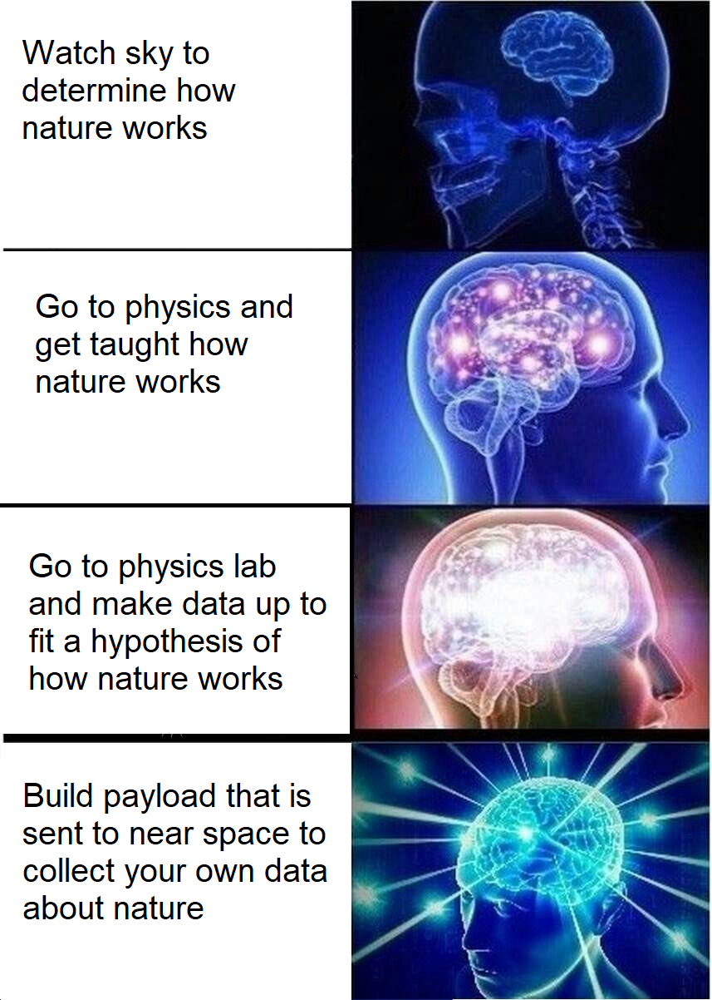 Watch sky to
determine how
nature works
Go to physics and
get taught how
nature works
Go to physics lab
and make data up to
fit a hypothesis of
how nature works
Build payload that is
sent to near space to
collect your own data
about nature